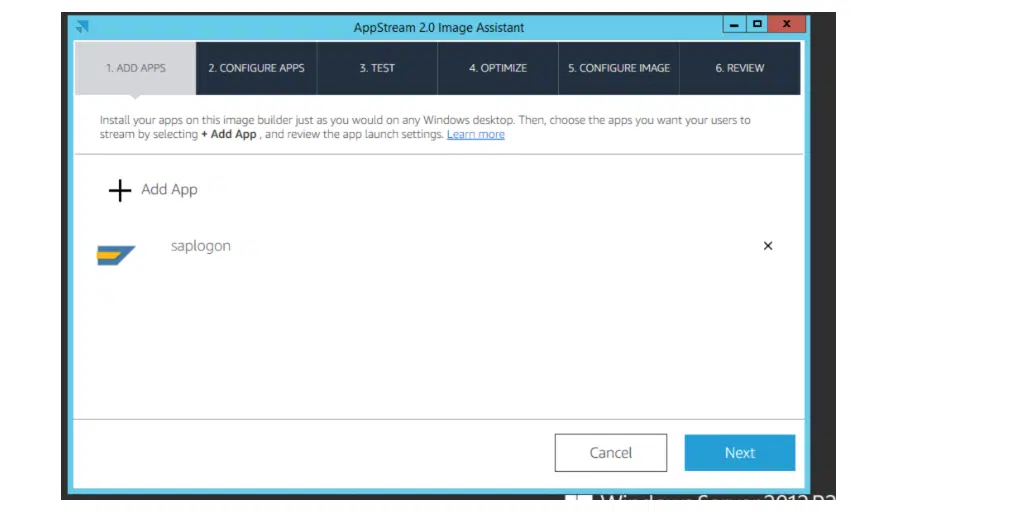 AppStream 2.0 Image Assistant
1. ADD APPS
2. CONFIGURE APPS
3. TEST
4. OPTIMIZE
5. CONFIGURE IMAGE
6. REVIEW
Install your apps on this image builder just as you would on any Windows desktop. Then, choose the apps you want your users to
stream by selecting + Add App , and review the app launch settings. Learn more
Add App
saplogon
Cancel
Next
Windows Server 2012 R2